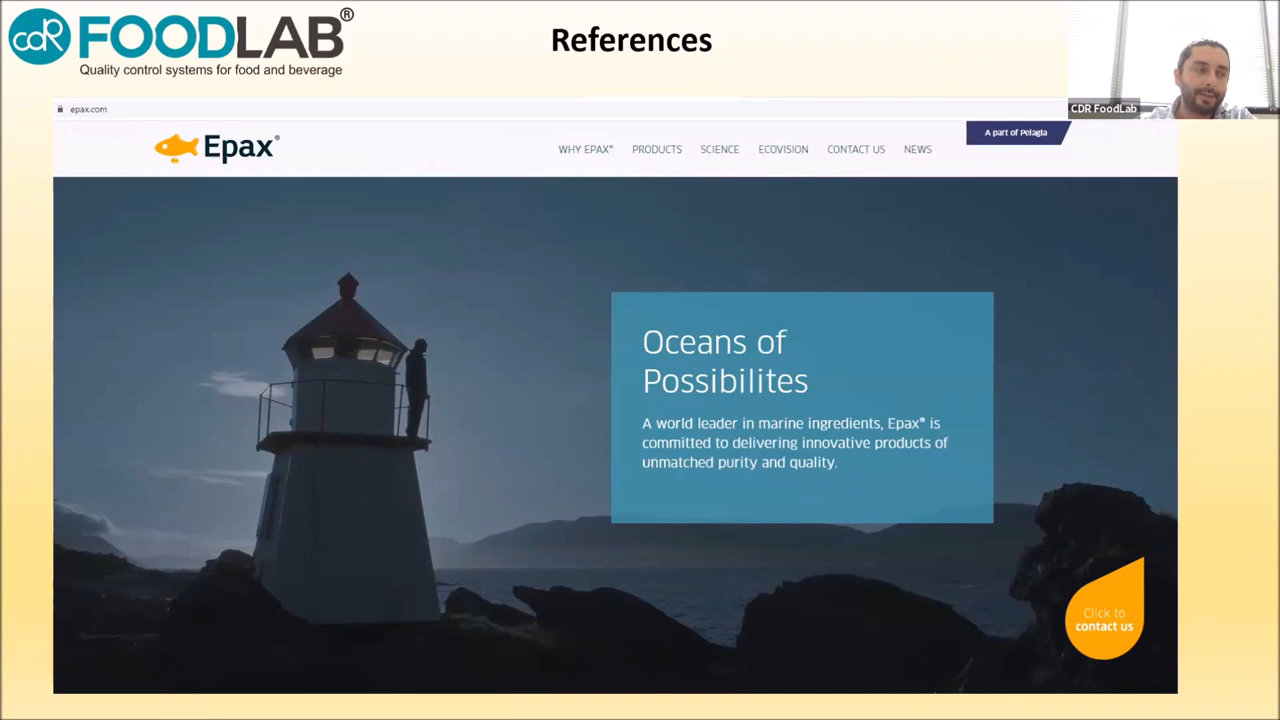 cdR FOODLAB®
Quality control systems for food and beverage
References
CDR FoodLab
epax.com
Epax®
WHY EPAX® PRODUCTS SCIENCE ECOVISION CONTACT US NEWS
A part of Pelagia
Oceans of
Possibilites
A world leader in marine ingredients, Epax® is
committed to delivering innovative products of
unmatched purity and quality.
Click to
contact us